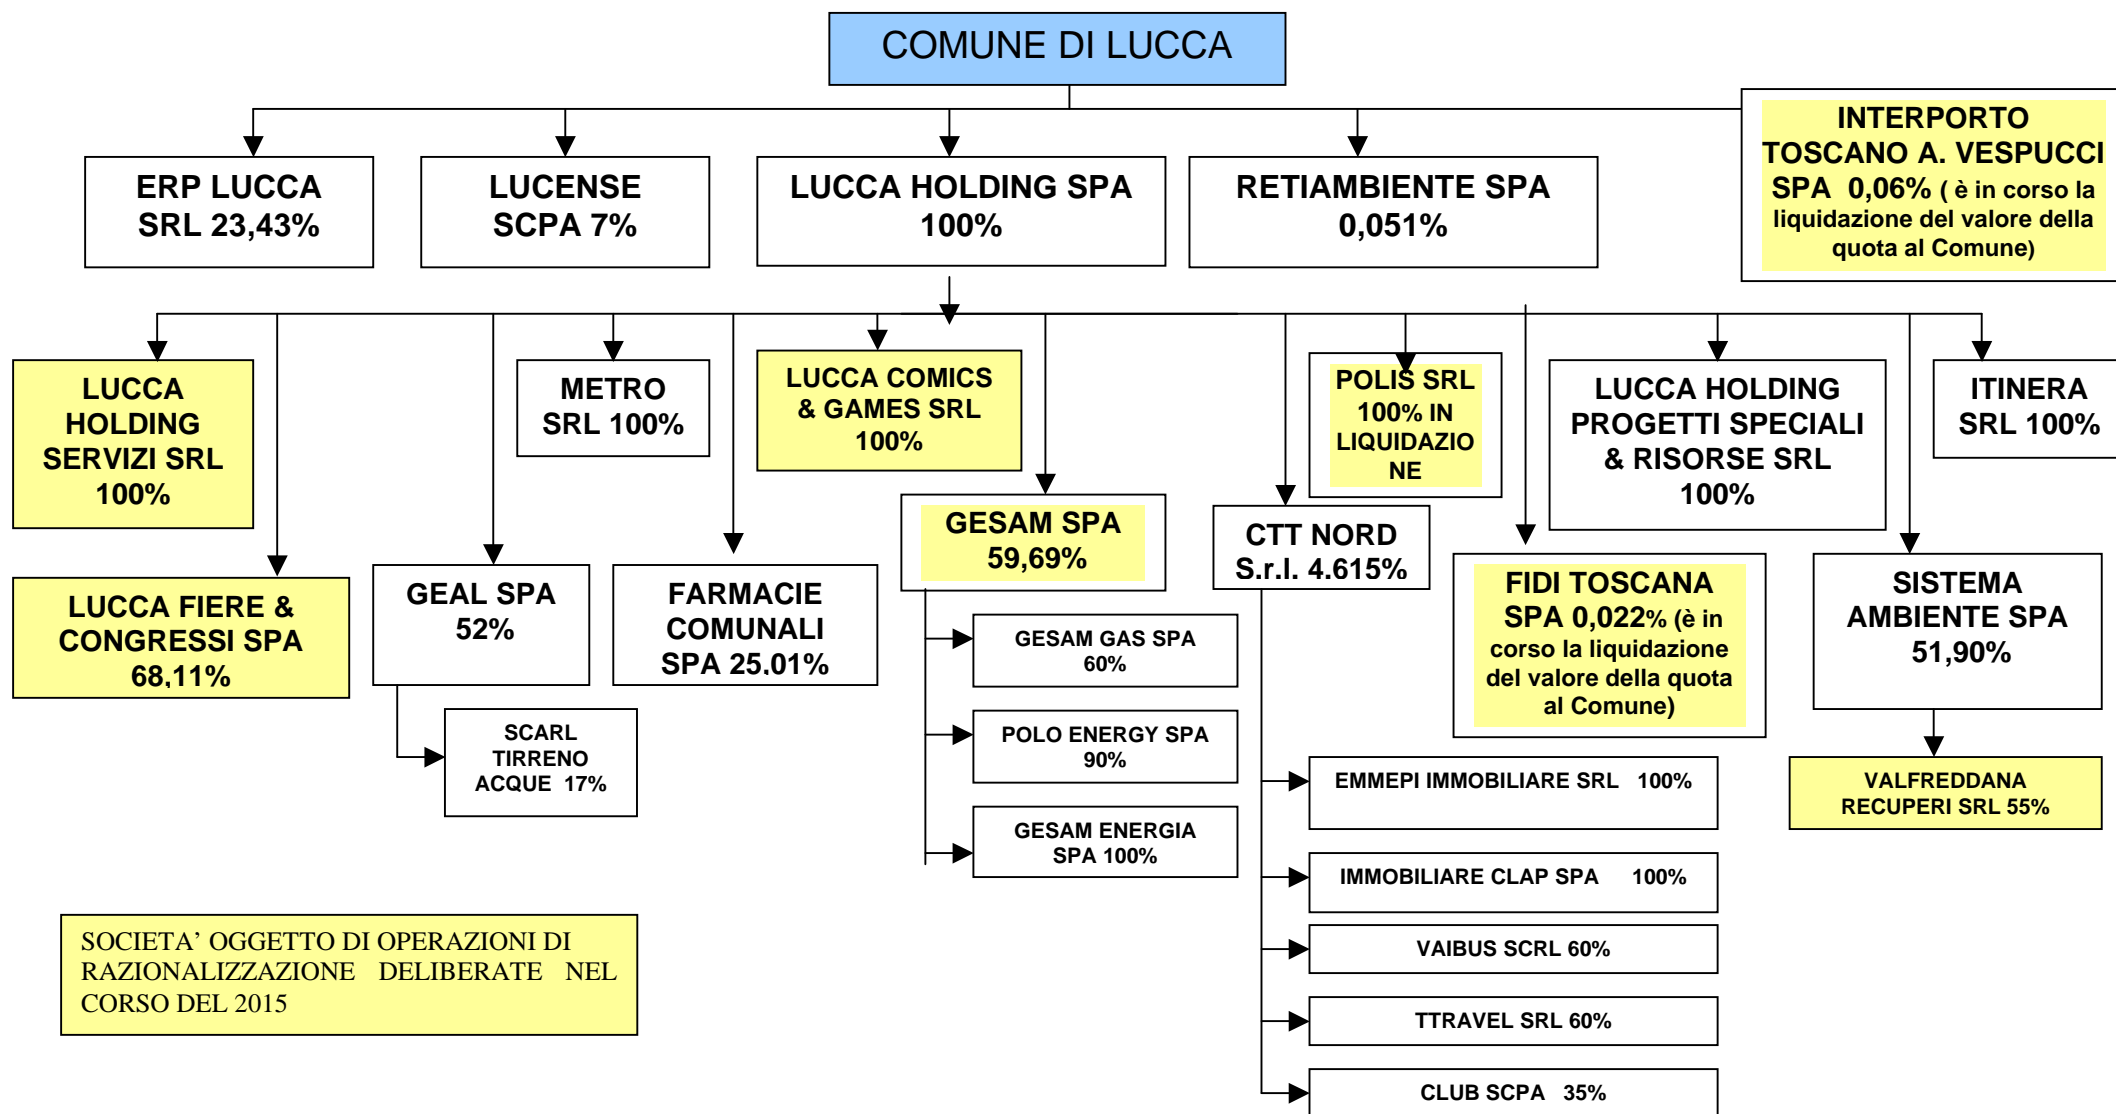 COMUNE DI LUCCA
ERP LUCCA
SRL 23,43%
LUCENSE
SCPA 7%
LUCCA HOLDING SPA
100%
RETIAMBIENTE SPA
0,051%
INTERPORTO
TOSCANO A. VESPUCCI
SPA 0,06% ( è in corso la
liquidazione del valore della
quota al Comune)
LUCCA
HOLDING
SERVIZI SRL
100%
METRO
SRL 100%
LUCCA COMICS
& GAMES SRL
100%
POLIS SRL
100% IN
LIQUIDAZIO
NE
LUCCA HOLDING
PROGETTI SPECIALI
& RISORSE SRL
100%
ITINERA
SRL 100%
LUCCA FIERE &
CONGRESSI SPA
68,11%
GEAL SPA
52%
FARMACIE
COMUNALI
SPA 25,01%
GESAM SPA
59,69%
CTT NORD
S.r.l. 4.615%
FIDI TOSCANA
SPA 0,022% (è in
corso la liquidazione
del valore della quota
al Comune)
SISTEMA
AMBIENTE SPA
51,90%
SCARL
TIRRENO
ACQUE 17%
GESAM GAS SPA
60%
POLO ENERGY SPA
90%
GESAM ENERGIA
SPA 100%
EMMEPI IMMOBILIARE SRL 100%
IMMOBILIARE CLAP SPA 100%
VAIBUS SCRL 60%
TTRAVEL SRL 60%
CLUB SCPA 35%
VALFREDDANA
RECUPERI SRL 55%
SOCIETA’ OGGETTO DI OPERAZIONI DI
RAZIONALIZZAZIONE DELIBERATE NEL
CORSO DEL 2015